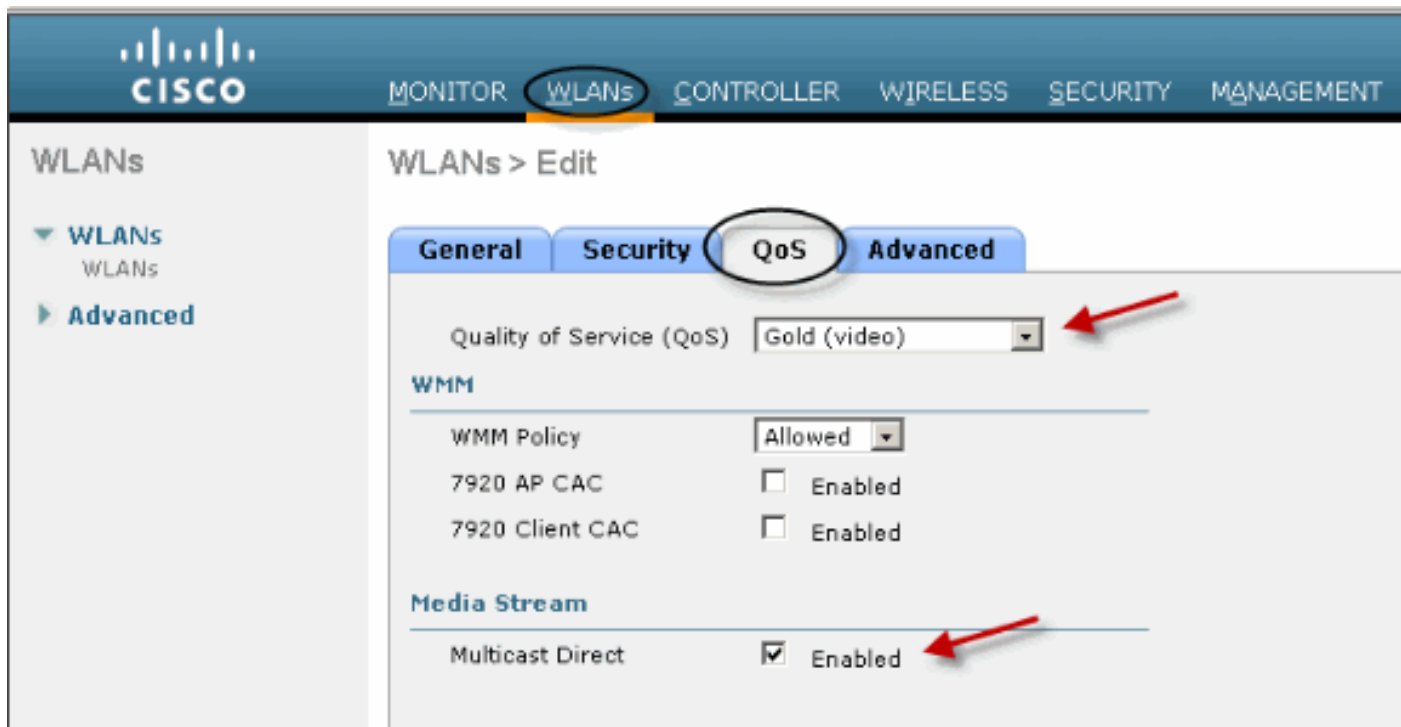 CISCO
MONITOR WLANs CONTROLLER WIRELESS SECURITY MANAGEMENT
WLANs
WLANs
WLANs
Advanced
WLANs > Edit
General Security QoS Advanced
Quality of Service (QoS) Gold (video)
WMM
WMM Policy Allowed
7920 AP CAC Enabled
7920 Client CAC Enabled
Media Stream
Multicast Direct Enabled